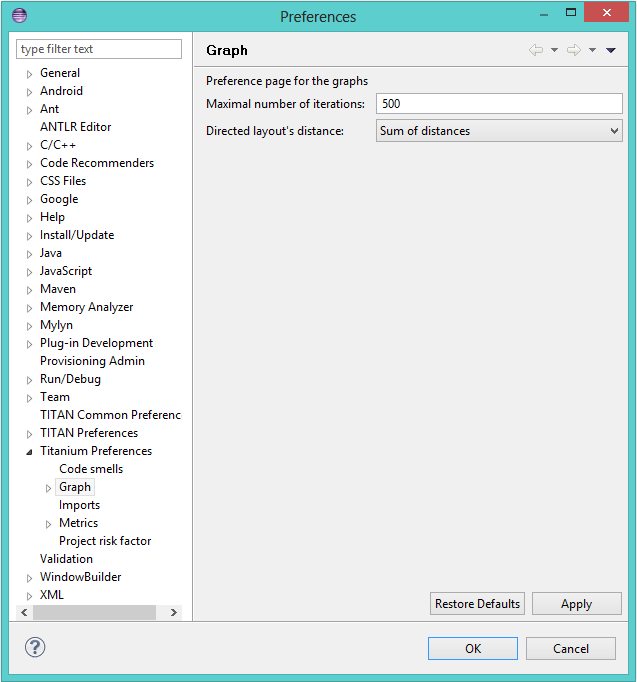 Preferences
type filter text
General
Android
Ant
ANTLR Editor
C/C++
Code Recommenders
CSS Files
Google
Help
Install/Update
Java
JavaScript
Maven
Memory Analyzer
Mylyn
Plug-in Development
Provisioning Admin
Run/Debug
Team
TITAN Common Preferenc
TITAN Preferences
Titanium Preferences
Code smells
Graph
Imports
Metrics
Project risk factor
Validation
WindowBuilder
XML
Graph
Preference page for the graphs
Maximal number of iterations: 500
Directed layout's distance: Sum of distances
Restore Defaults Apply
? OK Cancel